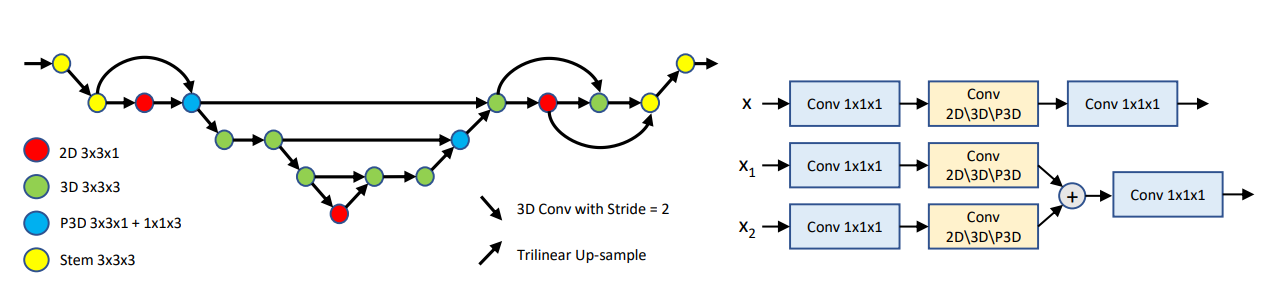 2D 3x3x1
3D 3x3x3
P3D 3x3x1 + 1x1x3
Stem 3x3x3
3D Conv with Stride = 2
Trilinear Up-sample
x
Conv 1x1x1
Conv
2D\3D\P3D
Conv 1x1x1
x₁
Conv 1x1x1
Conv
2D\3D\P3D
x₂
Conv 1x1x1
Conv
2D\3D\P3D
+
Conv 1x1x1